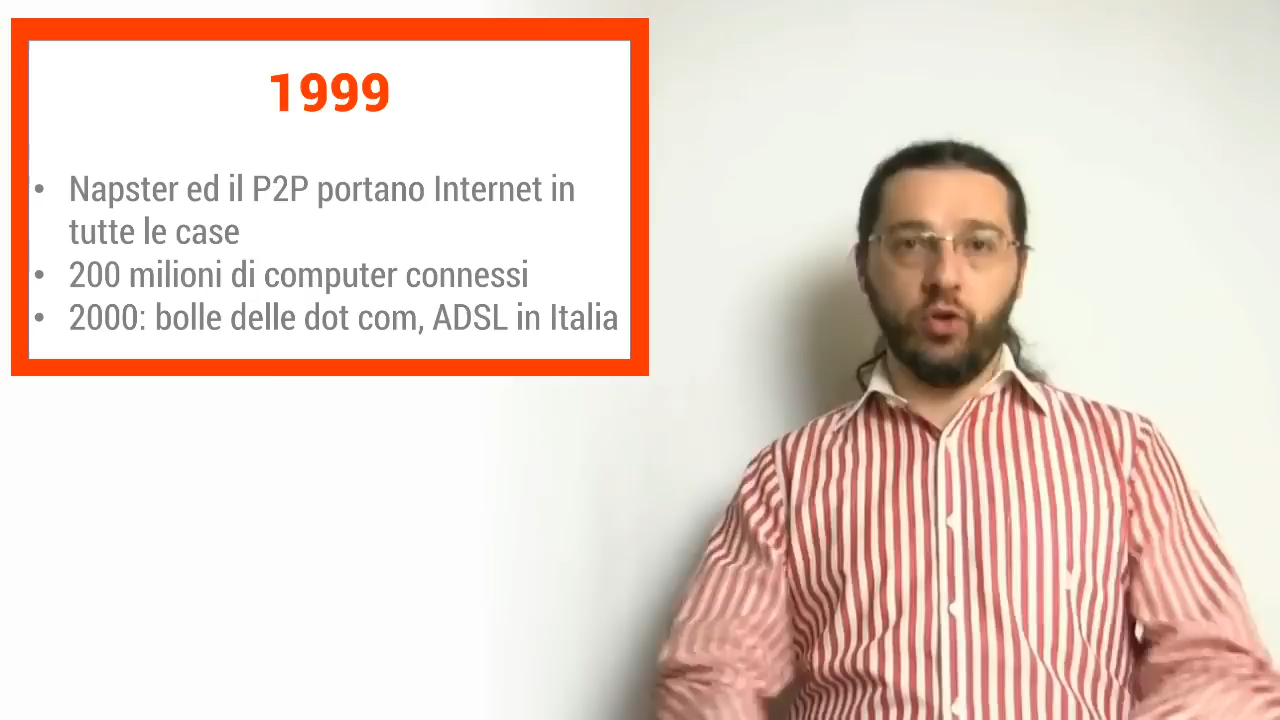 1999
• Napster ed il P2P portano Internet in
tutte le case
• 200 milioni di computer connessi
• 2000: bolle delle dot com, ADSL in Italia